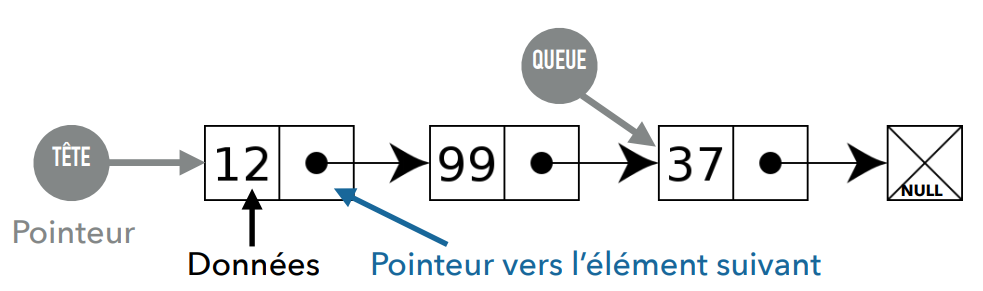 QUEUE
TÊTE
12
99
37
NULL
Pointeur
Données
Pointeur vers l'élément suivant